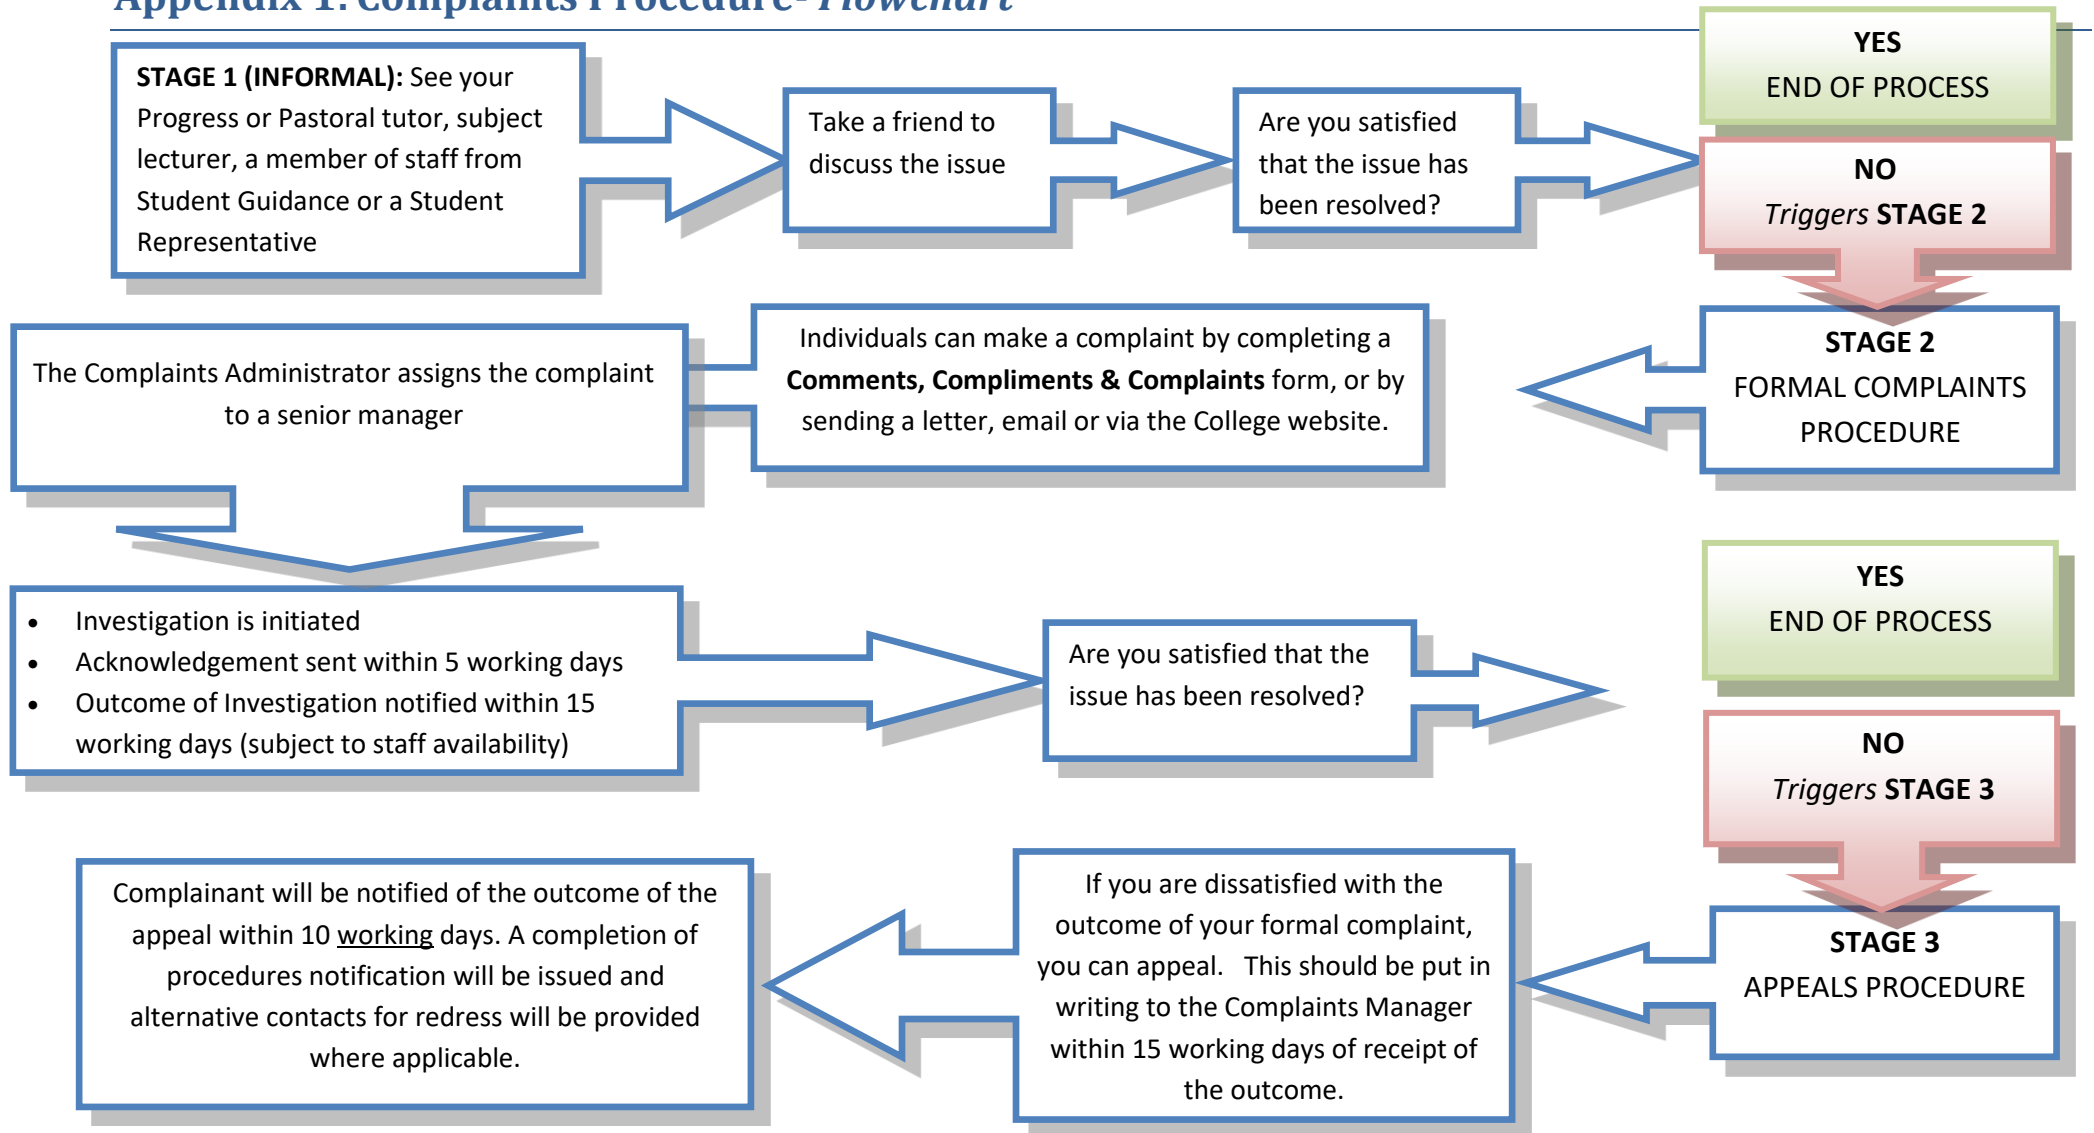 Appendix 1: Complaints Procedure- Flowchart
STAGE 1 (INFORMAL): See your
Progress or Pastoral tutor, subject
lecturer, a member of staff from
Student Guidance or a Student
Representative
Take a friend to
discuss the issue
Are you satisfied
that the issue has
been resolved?
YES
END OF PROCESS
NO
Triggers STAGE 2
STAGE 2
FORMAL COMPLAINTS
PROCEDURE
Individuals can make a complaint by completing a
Comments, Compliments & Complaints form, or by
sending a letter, email or via the College website.
The Complaints Administrator assigns the complaint
to a senior manager
• Investigation is initiated
• Acknowledgement sent within 5 working days
• Outcome of Investigation notified within 15
working days (subject to staff availability)
Are you satisfied that the
issue has been resolved?
YES
END OF PROCESS
NO
Triggers STAGE 3
STAGE 3
APPEALS PROCEDURE
If you are dissatisfied with the
outcome of your formal complaint,
you can appeal. This should be put in
writing to the Complaints Manager
within 15 working days of receipt of
the outcome.
Complainant will be notified of the outcome of the
appeal within 10 working days. A completion of
procedures notification will be issued and
alternative contacts for redress will be provided
where applicable.